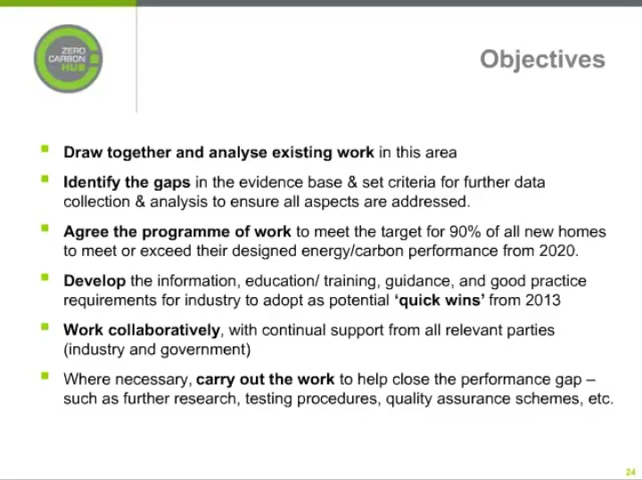 ZERO
CARBON
HUB
Objectives
Draw together and analyse existing work in this area
Identify the gaps in the evidence base & set criteria for further data
collection & analysis to ensure all aspects are addressed.
Agree the programme of work to meet the target for 90% of all new homes
to meet or exceed their designed energy/carbon performance from 2020.
Develop the information, education/ training, guidance, and good practice
requirements for industry to adopt as potential ‘quick wins’ from 2013
Work collaboratively, with continual support from all relevant parties
(industry and government)
Where necessary, carry out the work to help close the performance gap –
such as further research, testing procedures, quality assurance schemes, etc.
24